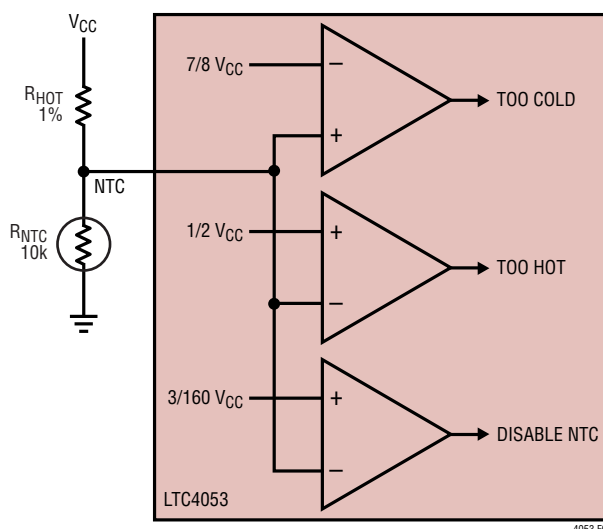 VCC
RHOT
1%
NTC
RNTC
10k
7/8 VCC
−
+
TOO COLD
1/2 VCC
+
−
TOO HOT
3/160 VCC
+
−
DISABLE NTC
LTC4053